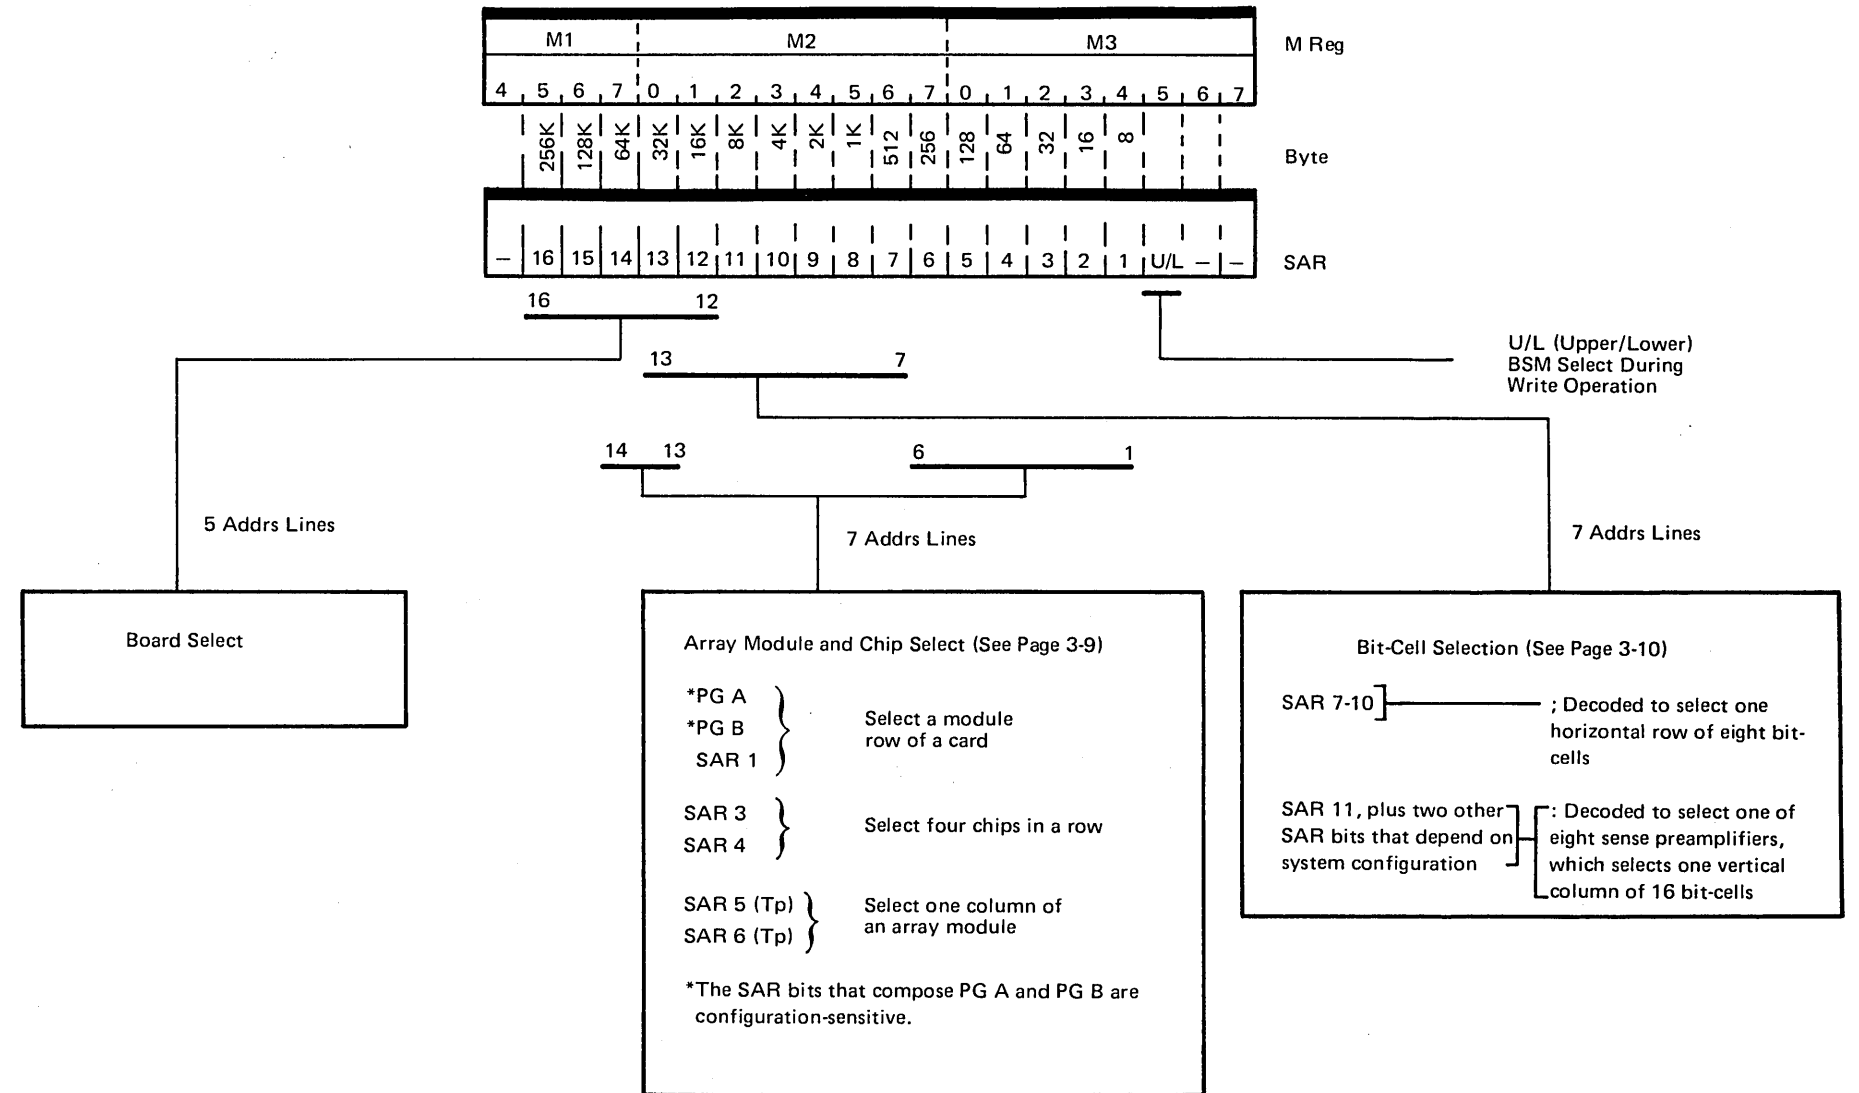 M1 M2 M3 M Reg
4 5 6 7 0 1 2 3 4 5 6 7 0 1 2 3 4 5 6 7
256K 128K 64K 32K 16K 8K 4K 2K 1K 512 256 128 64 32 16 8 Byte
– 16 15 14 13 12 11 10 9 8 7 6 5 4 3 2 1 U/L – – SAR
16 12
U/L (Upper/Lower)
BSM Select During
Write Operation
13 7
14 13 6 1
5 Addrs Lines
7 Addrs Lines
7 Addrs Lines
Board Select
Array Module and Chip Select (See Page 3-9)
*PG A
*PG B
SAR 1
Select a module
row of a card
SAR 3
SAR 4
Select four chips in a row
SAR 5 (Tp)
SAR 6 (Tp)
Select one column of
an array module
*The SAR bits that compose PG A and PG B are
configuration-sensitive.
Bit-Cell Selection (See Page 3-10)
SAR 7-10
; Decoded to select one
horizontal row of eight bit-
cells
SAR 11, plus two other
SAR bits that depend on
system configuration
: Decoded to select one of
eight sense preamplifiers,
which selects one vertical
column of 16 bit-cells